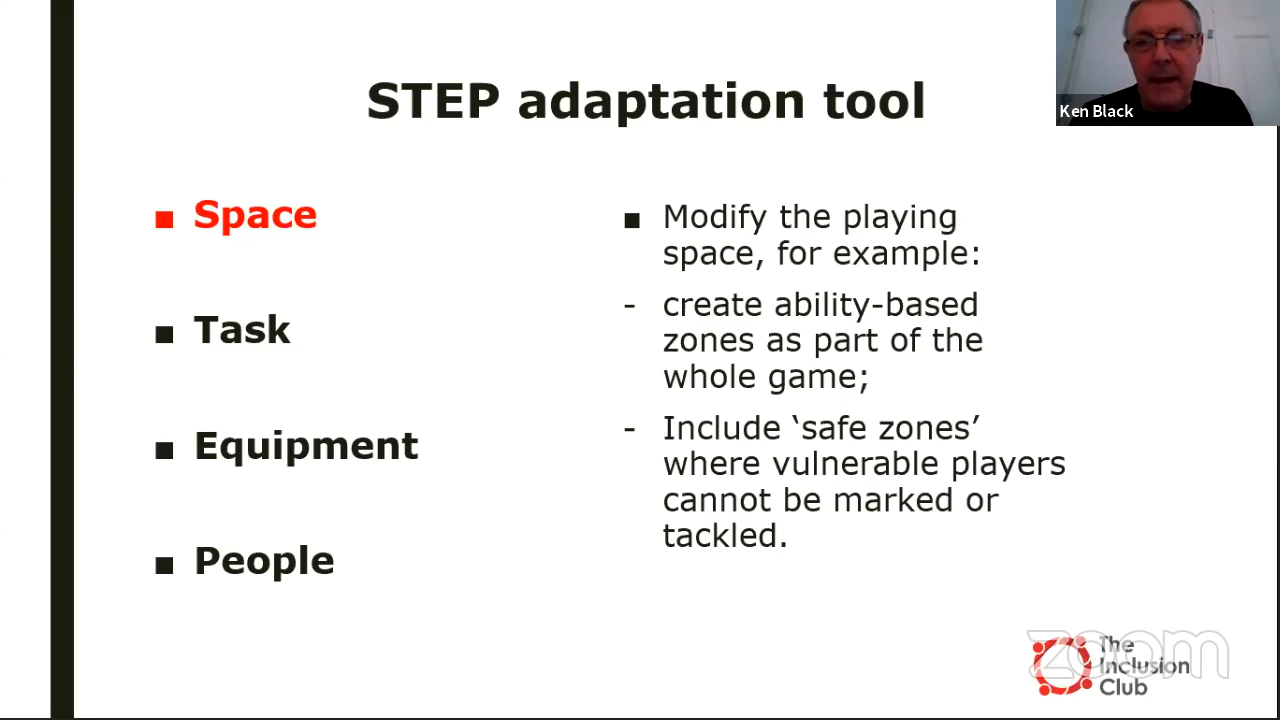 STEP adaptation tool
Ken Black
■ Space
■ Task
■ Equipment
■ People
■ Modify the playing
space, for example:
- create ability-based
zones as part of the
whole game;
- Include ‘safe zones’
where vulnerable players
cannot be marked or
tackled.
zoom
The
Inclusion
Club